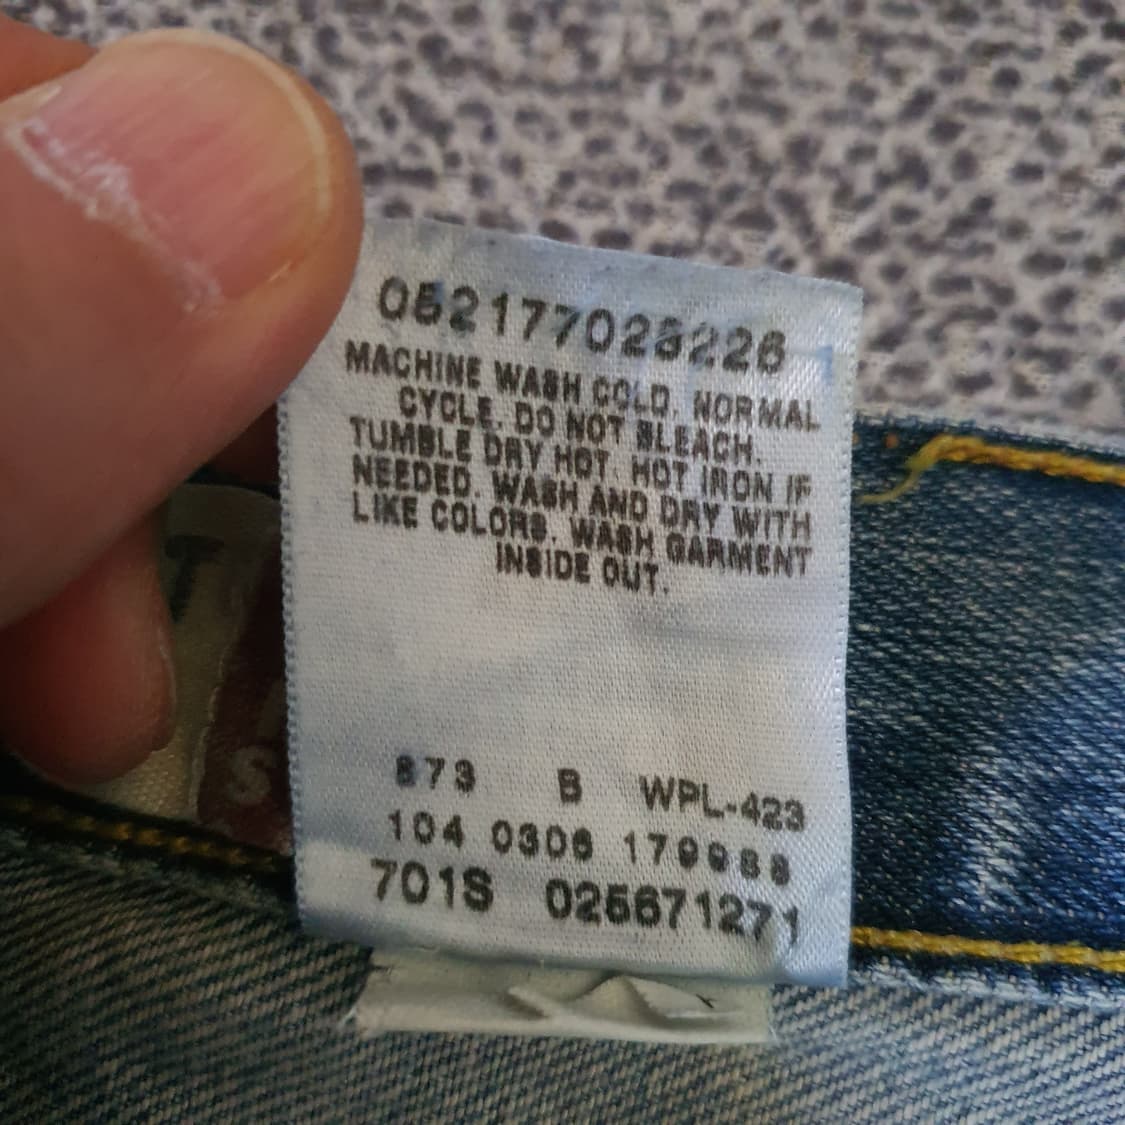 052177025226
MACHINE WASH COLD. NORMAL
CYCLE. DO NOT BLEACH.
TUMBLE DRY HOT. HOT IRON IF
NEEDED. WASH AND DRY WITH
LIKE COLORS. WASH GARMENT
INSIDE OUT.
873 B WPL-423
104 0306
701S 025671271
S